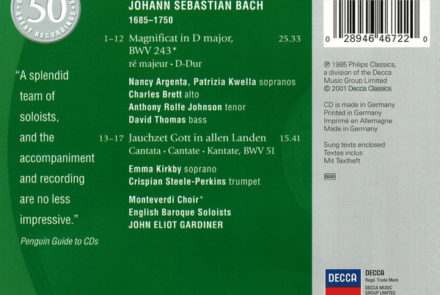 50
GREAT RECORDINGS
JOHANN SEBASTIAN BACH
1685–1750
1–12 Magnificat in D major, 25.33
BWV 243*
ré majeur · D-Dur
Nancy Argenta, Patrizia Kwella sopranos
Charles Brett alto
Anthony Rolfe Johnson tenor
David Thomas bass
13–17 Jauchzet Gott in allen Landen 15.41
Cantata · Cantate · Kantate, BWV 51
Emma Kirkby soprano
Crispian Steele-Perkins trumpet
Monteverdi Choir*
English Baroque Soloists
JOHN ELIOT GARDINER
“A splendid
team of
soloists,
and the
accompaniment
and recording
are no less
impressive.”
Penguin Guide to CDs
0 28946 46722 0
℗ 1985 Philips Classics,
a division of the Decca
Music Group Limited
© 2001 Decca Classics
CD is made in Germany
Printed in Germany
Imprimé en Allemagne
Made in Germany
Sung texts enclosed
Textes inclus
Mit Textheft
DDD
DECCA
DECCA
Regd. Trade Mark
DECCA MUSIC
GROUP LIMITED